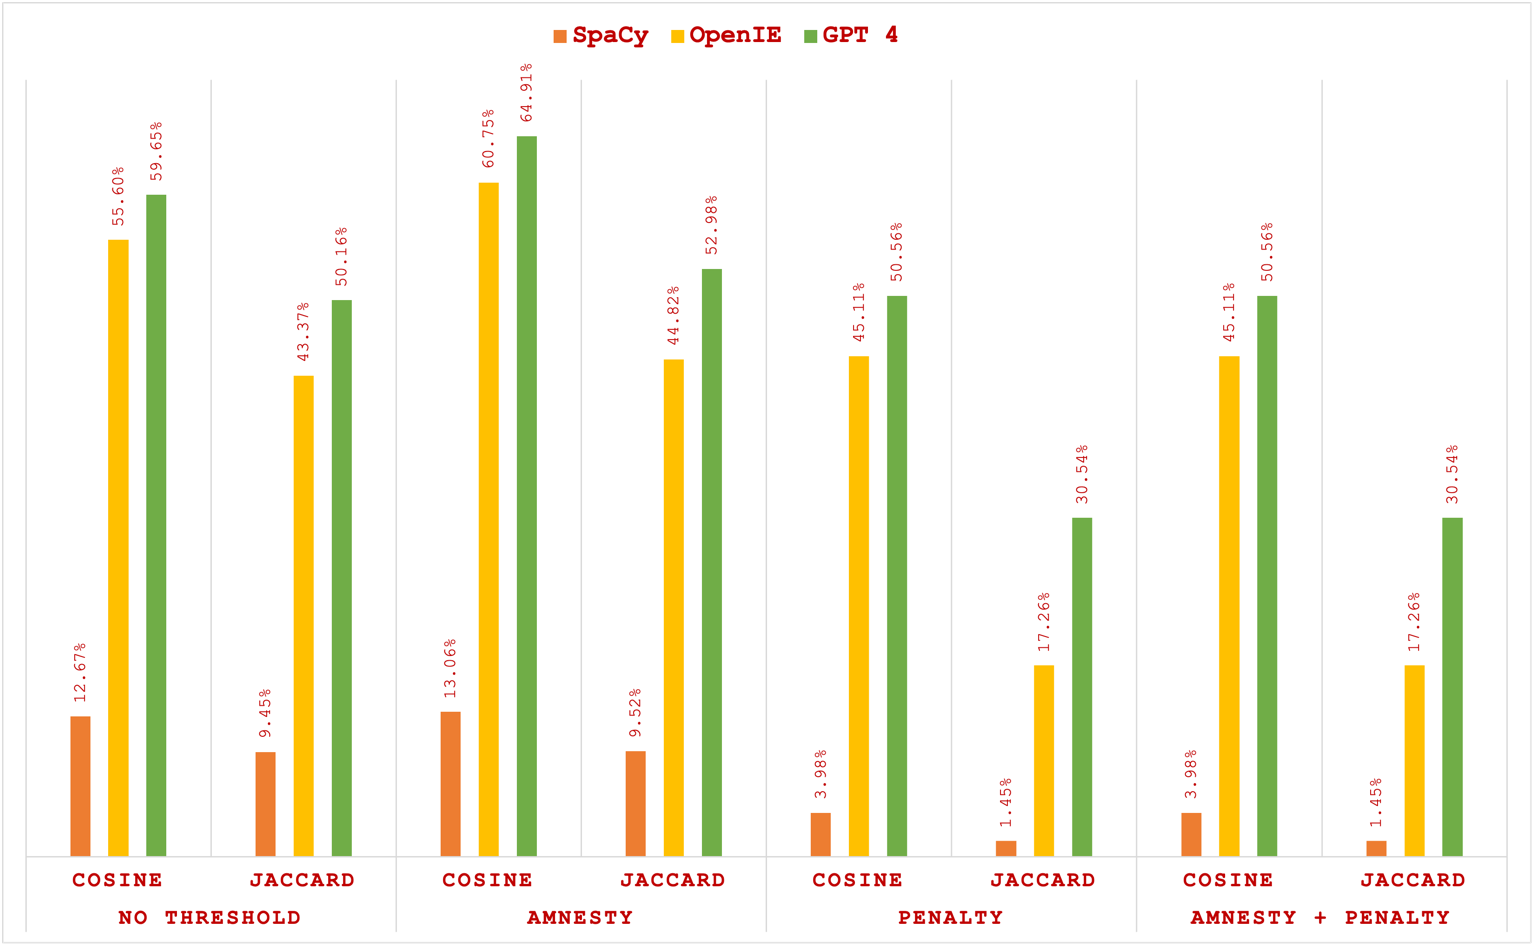 SpaCy OpenIE GPT 4
12.67% 55.60% 59.65% 9.45% 43.37% 50.16% 13.06% 60.75% 64.91% 9.52% 44.82% 52.98% 3.98% 45.11% 50.56% 1.45% 17.26% 30.54% 3.98% 45.11% 50.56% 1.45% 17.26% 30.54%
COSINE JACCARD COSINE JACCARD COSINE JACCARD COSINE JACCARD
NO THRESHOLD AMNESTY PENALTY AMNESTY + PENALTY